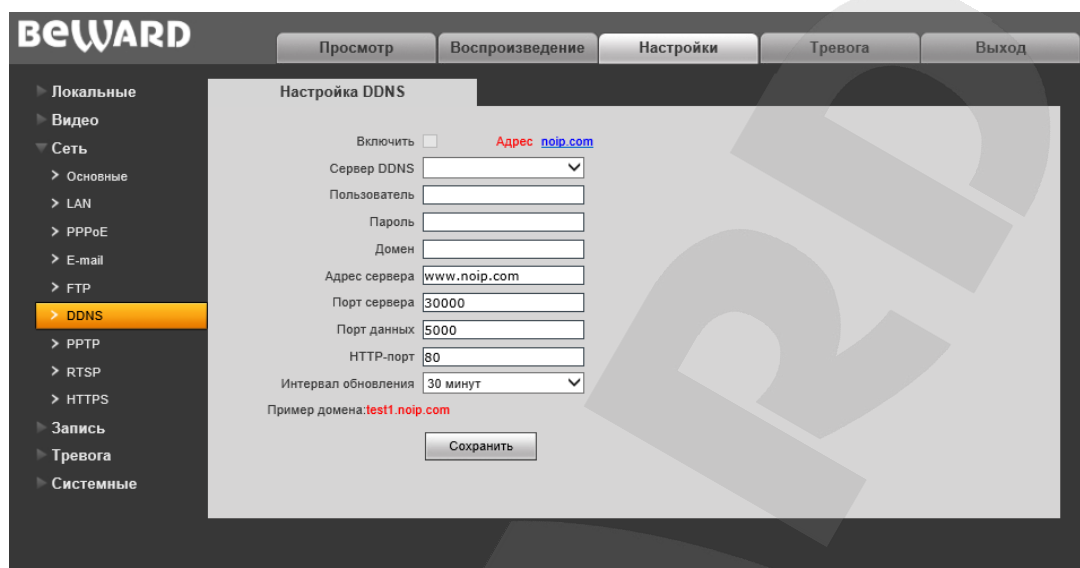 BEWARD
Просмотр
Воспроизведение
Настройки
Тревога
Выход
Локальные
Видео
Сеть
Основные
LAN
PPPoE
E-mail
FTP
DDNS
PPTP
RTSP
HTTPS
Запись
Тревога
Системные
Настройка DDNS
Включить Адрес noip.com
Сервер DDNS
Пользователь
Пароль
Домен
Адрес сервера www.noip.com
Порт сервера 30000
Порт данных 5000
HTTP-порт 80
Интервал обновления 30 минут
Пример домена:test1.noip.com
Сохранить